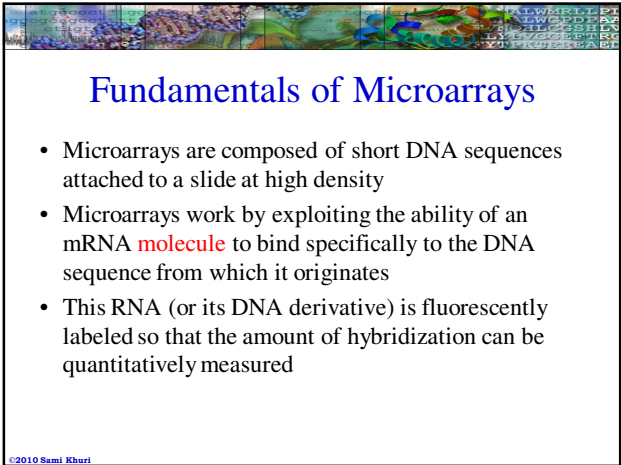 ALWMRLLPL
ALWGPDPAA
Fundamentals of Microarrays
• Microarrays are composed of short DNA sequences
attached to a slide at high density
• Microarrays work by exploiting the ability of an
mRNA molecule to bind specifically to the DNA
sequence from which it originates
• This RNA (or its DNA derivative) is fluorescently
labeled so that the amount of hybridization can be
quantitatively measured
©2010 Sami Khuri